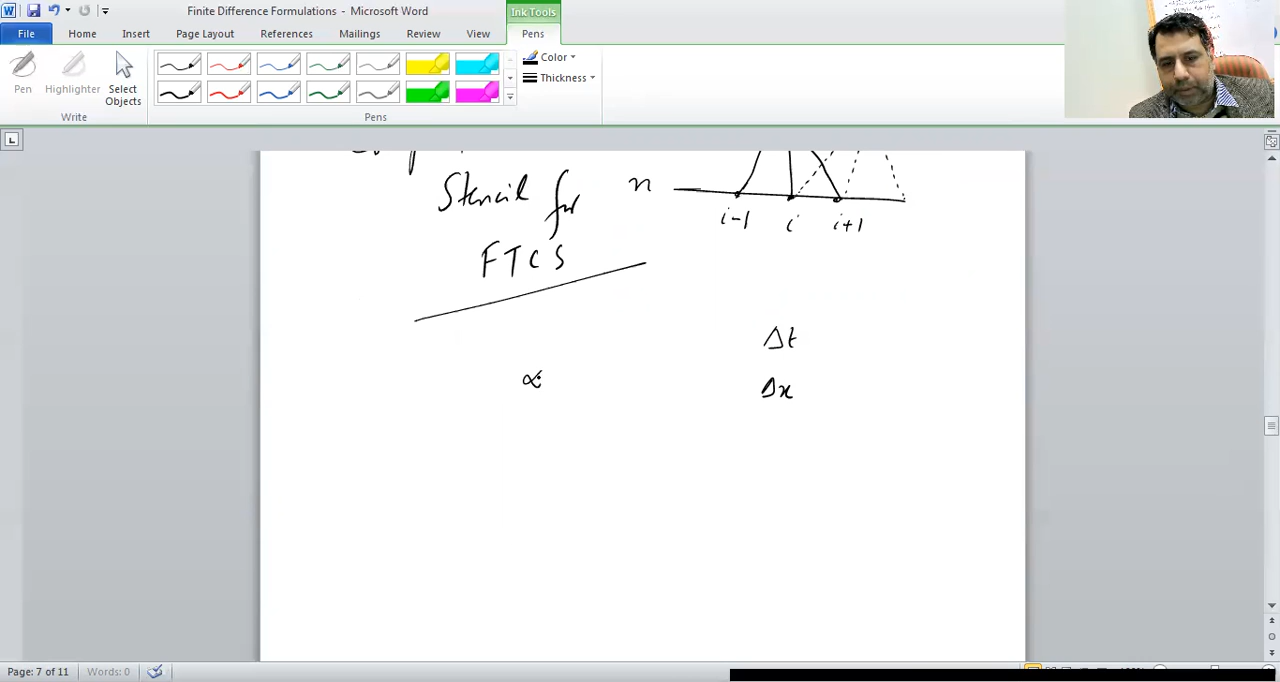 Finite Difference Formulations - Microsoft Word
Ink Tools
File Home Insert Page Layout References Mailings Review View Pens
Pen Highlighter Select Objects
Color
Thickness
Write
Pens
Stencil for
FTCS
n
i-1 i i+1
Δt
α
Δx
Page: 7 of 11 Words: 0